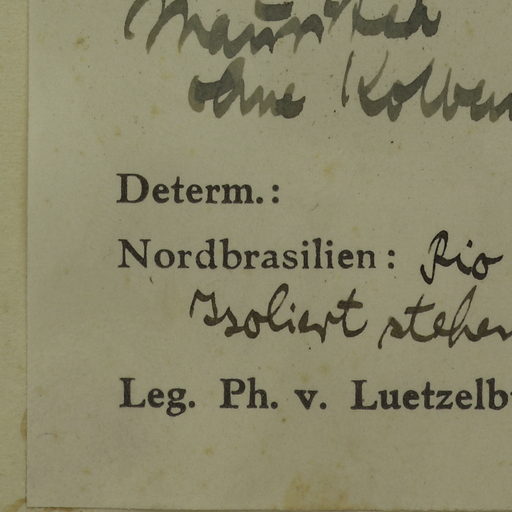 ohne Kolben
Determ.:
Nordbrasilien: Rio
Isoliert stehen
Leg. Ph. v. Luetzelb